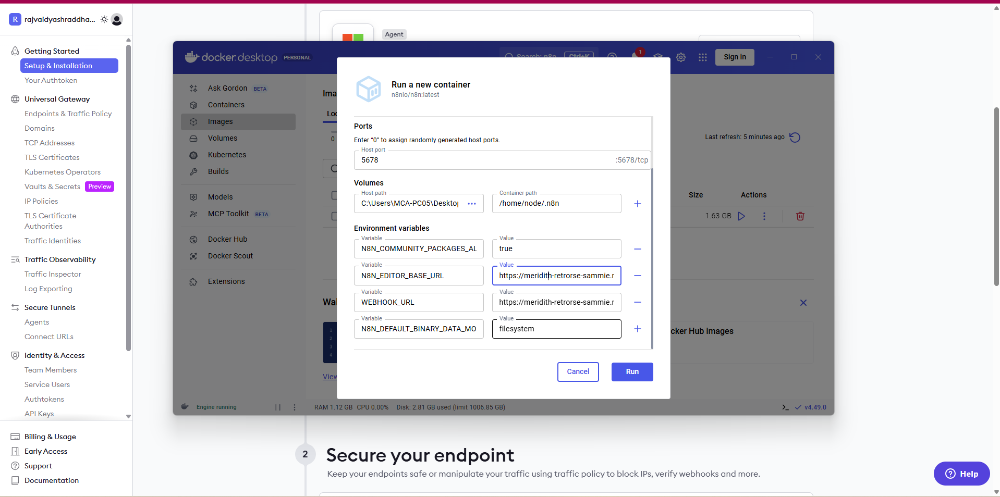 R rajvaidyashraddha...
Getting Started
Setup & Installation
Your Authtoken
Universal Gateway
Endpoints & Traffic Policy
Domains
TCP Addresses
TLS Certificates
Kubernetes Operators
Vaults & Secrets Preview
IP Policies
TLS Certificate
Authorities
Traffic Identities
Traffic Observability
Traffic Inspector
Log Exporting
Secure Tunnels
Agents
Connect URLs
Identity & Access
Team Members
Service Users
Authtokens
API Keys
Billing & Usage
Early Access
Support
Documentation
Agent
docker.desktop PERSONAL
Search: n8n Ctrl+K
1
Sign in
Ask Gordon BETA
Containers
Images
Volumes
Kubernetes
Builds
Models
MCP Toolkit BETA
Docker Hub
Docker Scout
Extensions
Ima
Loc
0
Last refresh: 5 minutes ago
Size Actions
1.63 GB
Wal
cker Hub images
1
2
3
4
View
Run a new container
n8nio/n8n:latest
Ports
Enter “0” to assign randomly generated host ports.
Host port
5678 :5678/tcp
Volumes
Host path Container path
C:\Users\MCA-PC05\Desktop ••• /home/node/.n8n
Environment variables
Variable Value
N8N_COMMUNITY_PACKAGES_AL true
Variable Value
N8N_EDITOR_BASE_URL https://meridith-retrorse-sammie.r
Variable Value
WEBHOOK_URL https://meridith-retrorse-sammie.r
Variable Value
N8N_DEFAULT_BINARY_DATA_MO filesystem
Cancel Run
Engine running
RAM 1.12 GB CPU 0.00% Disk: 2.81 GB used (limit 1006.85 GB)
v4.49.0
2 Secure your endpoint
Keep your endpoints safe or manipulate your traffic using traffic policy to block IPs, verify webhooks and more.
Help